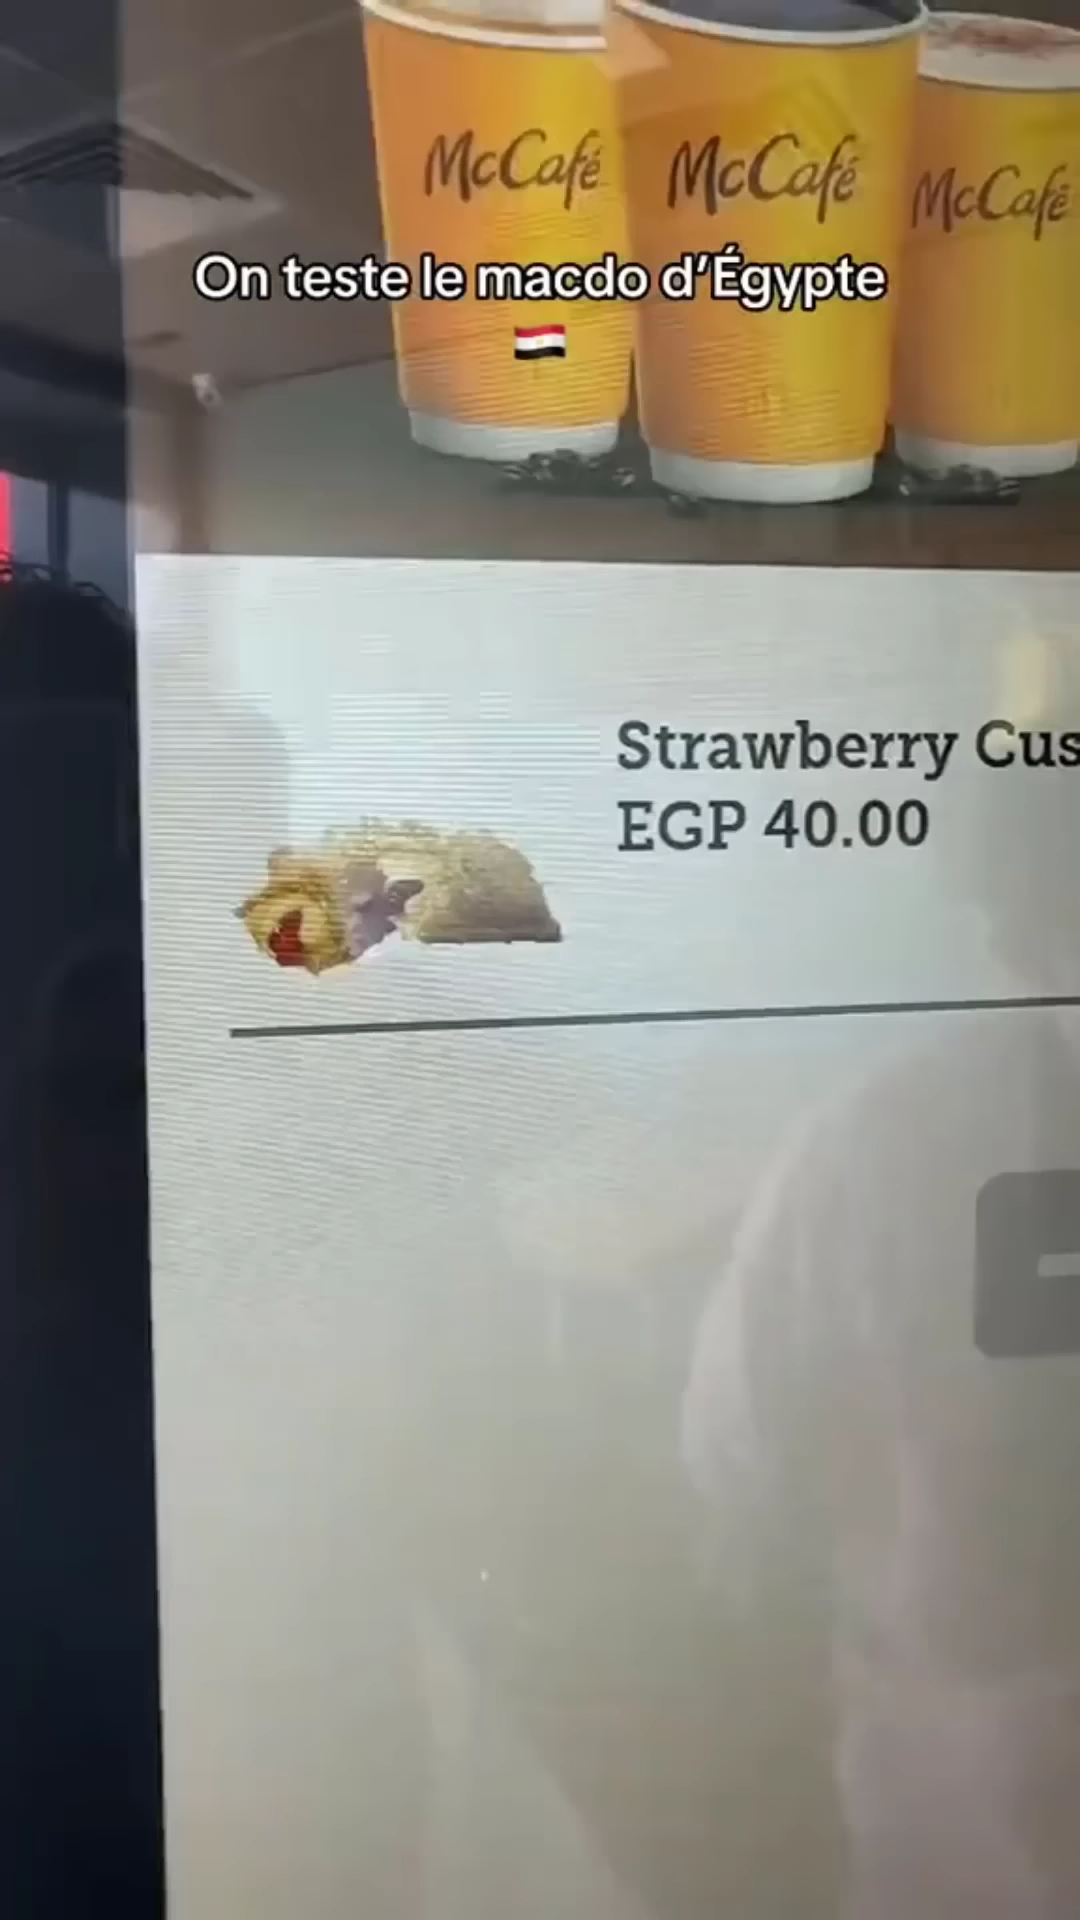 McCafé McCafé McCafé
On teste le macdo d'Égypte
🇪🇬
Strawberry Cus
EGP 40.00